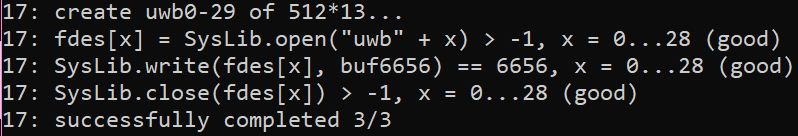 17: create uwb0-29 of 512*13...
17: fdes[x] = SysLib.open("uwb" + x) > -1, x = 0...28 (good)
17: SysLib.write(fdes[x], buf6656) == 6656, x = 0...28 (good)
17: SysLib.close(fdes[x]) > -1, x = 0...28 (good)
17: successfully completed 3/3